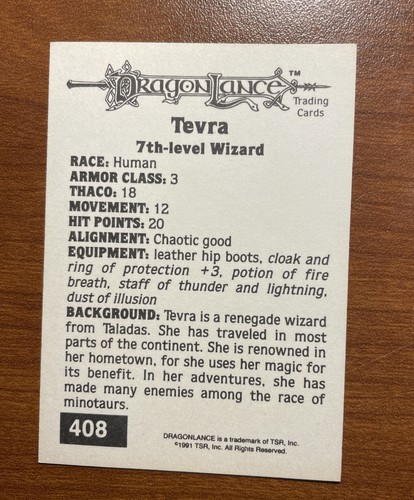 DRAGONLANCE™
Trading
Cards
Tevra
7th-level Wizard
RACE: Human
ARMOR CLASS: 3
THACO: 18
MOVEMENT: 12
HIT POINTS: 20
ALIGNMENT: Chaotic good
EQUIPMENT: leather hip boots, cloak and
ring of protection +3, potion of fire
breath, staff of thunder and lightning,
dust of illusion
BACKGROUND: Tevra is a renegade wizard
from Taladas. She has traveled in most
parts of the continent. She is renowned in
her hometown, for she uses her magic for
its benefit. In her adventures, she has
made many enemies among the race of
minotaurs.
408
DRAGONLANCE is a trademark of TSR, Inc.
©1991 TSR, Inc. All Rights Reserved.